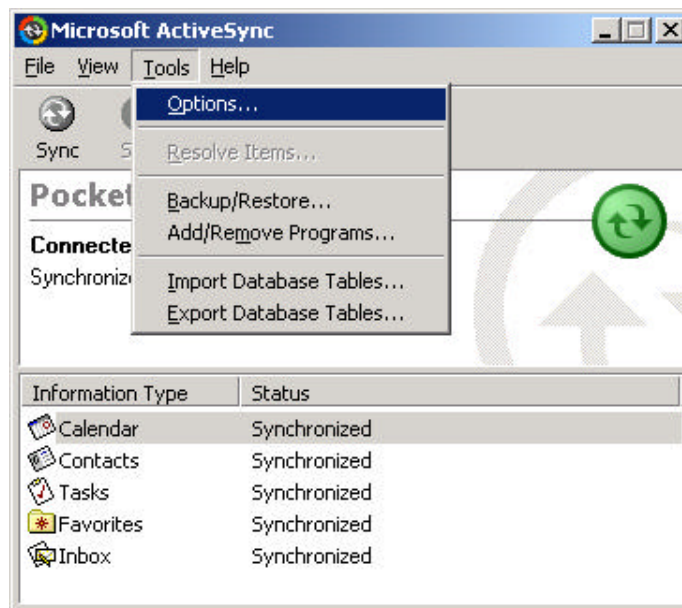 Microsoft ActiveSync
File View Tools Help
Options...
Sync
Resolve Items...
Pocket
Backup/Restore...
Connecte
Add/Remove Programs...
Synchroniz
Import Database Tables...
Export Database Tables...
Information Type Status
Calendar Synchronized
Contacts Synchronized
Tasks Synchronized
Favorites Synchronized
Inbox Synchronized